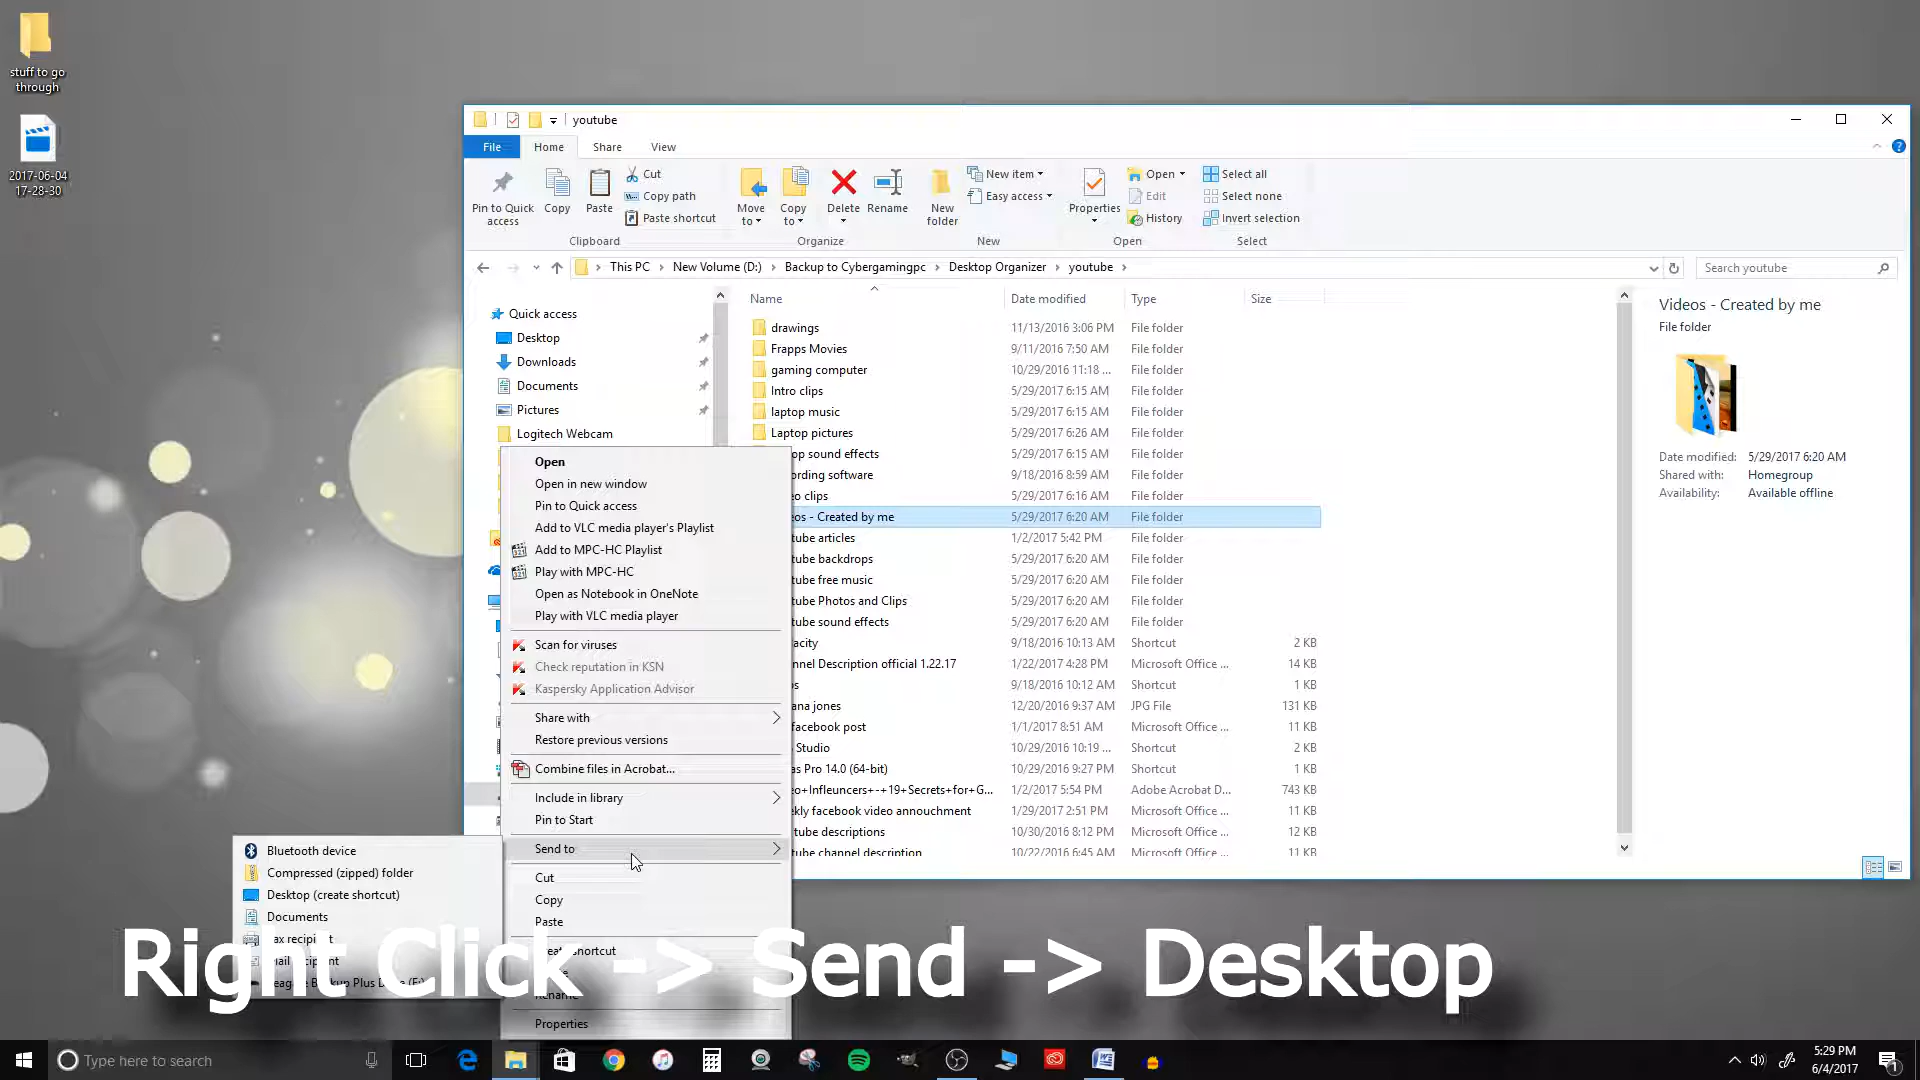 stuff to go
through
2017-06-04
17-28-30
youtube
File
Home
Share
View
Pin to Quick
access
Copy
Paste
Cut
Copy path
Paste shortcut
Clipboard
Move
to
Copy
to
Delete
Rename
Organize
New
folder
New item
Easy access
New
Properties
Open
Edit
History
Open
Select all
Select none
Invert selection
Select
This PC > New Volume (D:) > Backup to Cybergamingpc > Desktop Organizer > youtube >
Search youtube
Quick access
Desktop
Downloads
Documents
Pictures
Logitech Webcam
Name Date modified Type Size
drawings 11/13/2016 3:06 PM File folder
Frapps Movies 9/11/2016 7:50 AM File folder
gaming computer 10/29/2016 11:18 ... File folder
Intro clips 5/29/2017 6:15 AM File folder
laptop music 5/29/2017 6:15 AM File folder
Laptop pictures 5/29/2017 6:26 AM File folder
op sound effects 5/29/2017 6:15 AM File folder
ording software 9/18/2016 8:59 AM File folder
eo clips 5/29/2017 6:16 AM File folder
eos - Created by me 5/29/2017 6:20 AM File folder
tube articles 1/2/2017 5:42 PM File folder
tube backdrops 5/29/2017 6:20 AM File folder
tube free music 5/29/2017 6:20 AM File folder
tube Photos and Clips 5/29/2017 6:20 AM File folder
tube sound effects 5/29/2017 6:20 AM File folder
acity 9/18/2016 10:13 AM Shortcut 2 KB
nnel Description official 1.22.17 1/22/2017 4:28 PM Microsoft Office ... 14 KB
os 9/18/2016 10:12 AM Shortcut 1 KB
ana jones 12/20/2016 9:37 AM JPG File 131 KB
facebook post 1/1/2017 8:51 AM Microsoft Office ... 11 KB
Studio 10/29/2016 10:19 ... Shortcut 2 KB
as Pro 14.0 (64-bit) 10/29/2016 9:27 PM Shortcut 1 KB
eo+Infleuncers+-+19+Secrets+for+G... 1/2/2017 5:54 PM Adobe Acrobat D... 743 KB
ekly facebook video annouchment 1/29/2017 2:51 PM Microsoft Office ... 11 KB
tube descriptions 10/30/2016 8:12 PM Microsoft Office ... 12 KB
tube channel description 10/22/2016 6:45 AM Microsoft Office ... 11 KB
Videos - Created by me
File folder
Date modified: 5/29/2017 6:20 AM
Shared with: Homegroup
Availability: Available offline
Open
Open in new window
Pin to Quick access
Add to VLC media player's Playlist
Add to MPC-HC Playlist
Play with MPC-HC
Open as Notebook in OneNote
Play with VLC media player
Scan for viruses
Check reputation in KSN
Kaspersky Application Advisor
Share with
Restore previous versions
Combine files in Acrobat...
Include in library
Pin to Start
Send to
Cut
Copy
Paste
shortcut
Rename
Properties
Bluetooth device
Compressed (zipped) folder
Desktop (create shortcut)
Documents
Backup Plus
Right Click -> Send -> Desktop
Type here to search
5:29 PM
6/4/2017
1